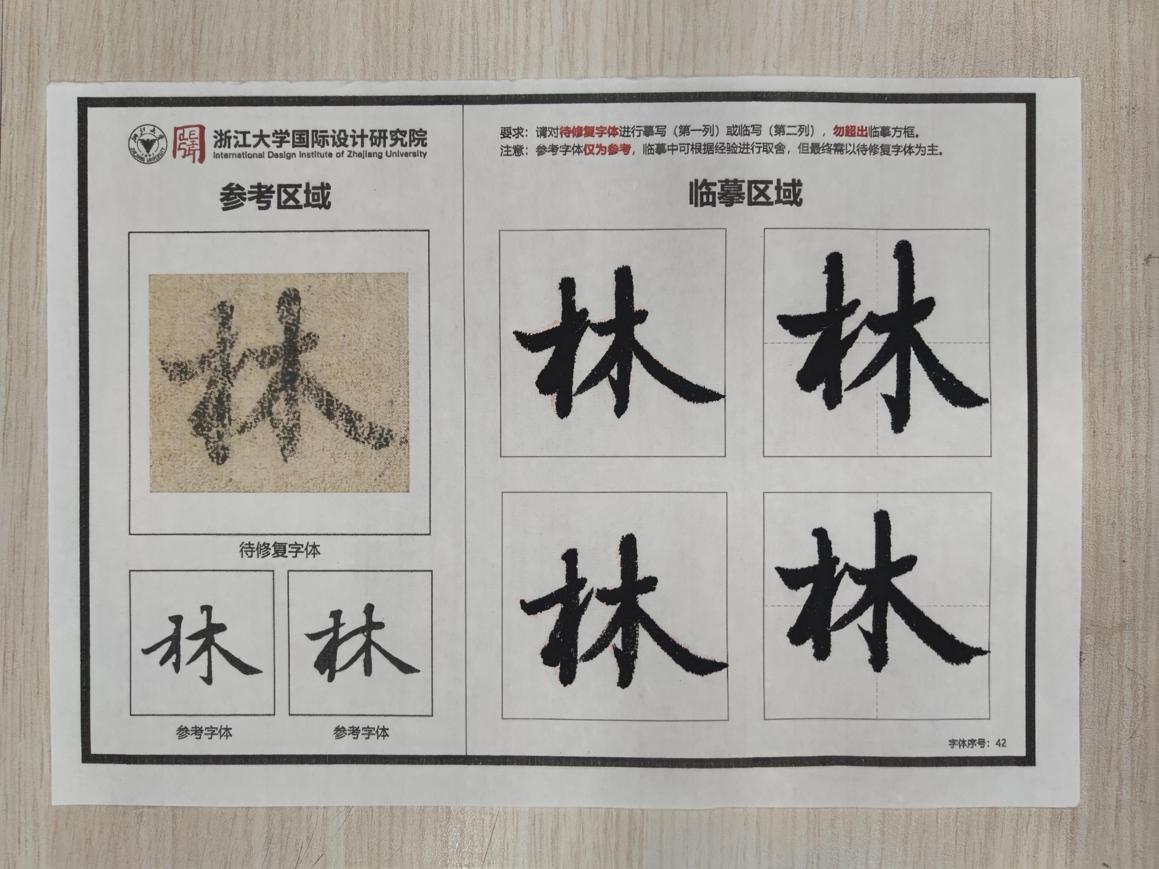 浙江大学国际设计研究院
International Design Institute of Zhejiang University
参考区域
林
待修复字体
林 林
参考字体 参考字体
要求：请对待修复字体进行摹写（第一列）或临写（第二列），勿超出临摹方框。
注意：参考字体仅为参考，临摹中可根据经验进行取舍，但最终需以待修复字体为主。
临摹区域
林 林
林 林
字体序号：42